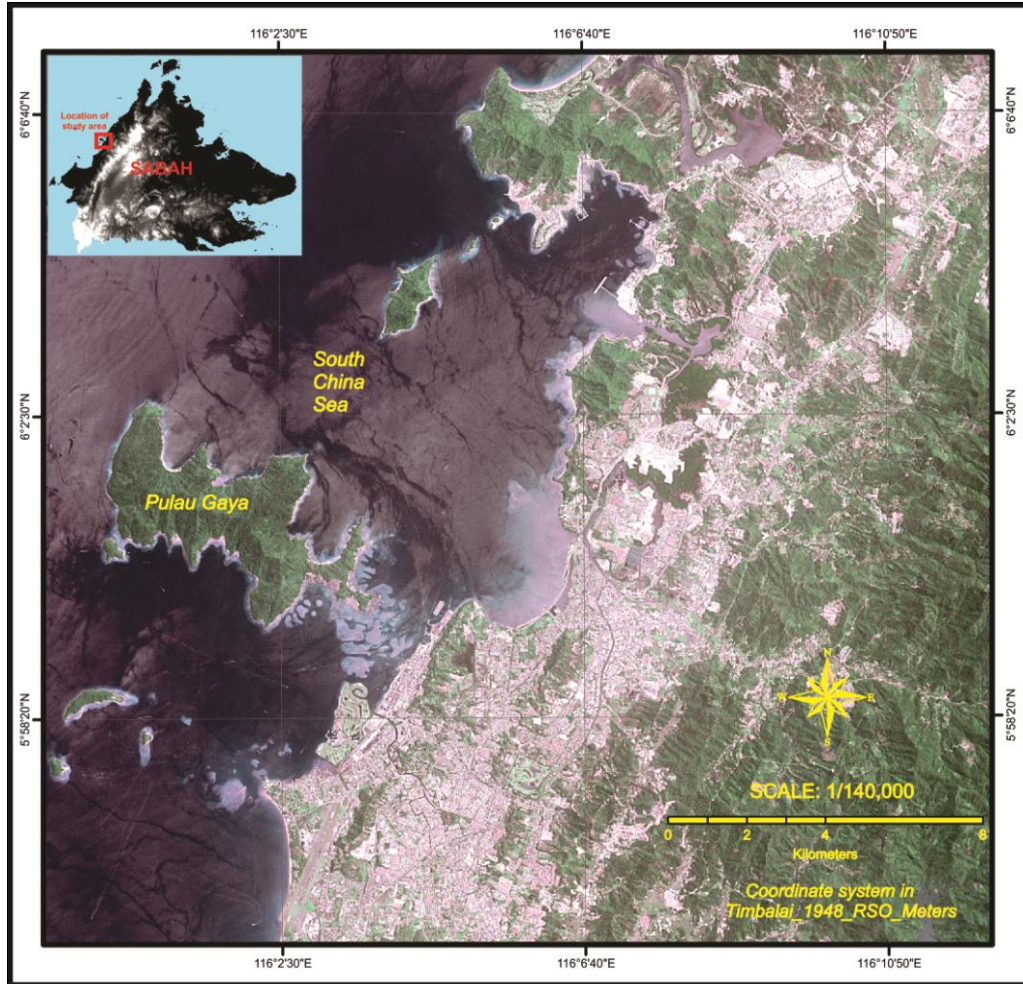 116°2'30"E
116°6'40"E
116°10'50"E
6°6'40"N
6°6'40"N
Location of
study area
SABAH
South
China
Sea
6°2'30"N
6°2'30"N
Pulau Gaya
N
W
E
S
5°58'20"N
5°58'20"N
SCALE: 1/140,000
0
2
4
8
Kilometers
Coordinate system in
Timbalai_1948_RSO_Meters
116°2'30"E
116°6'40"E
116°10'50"E